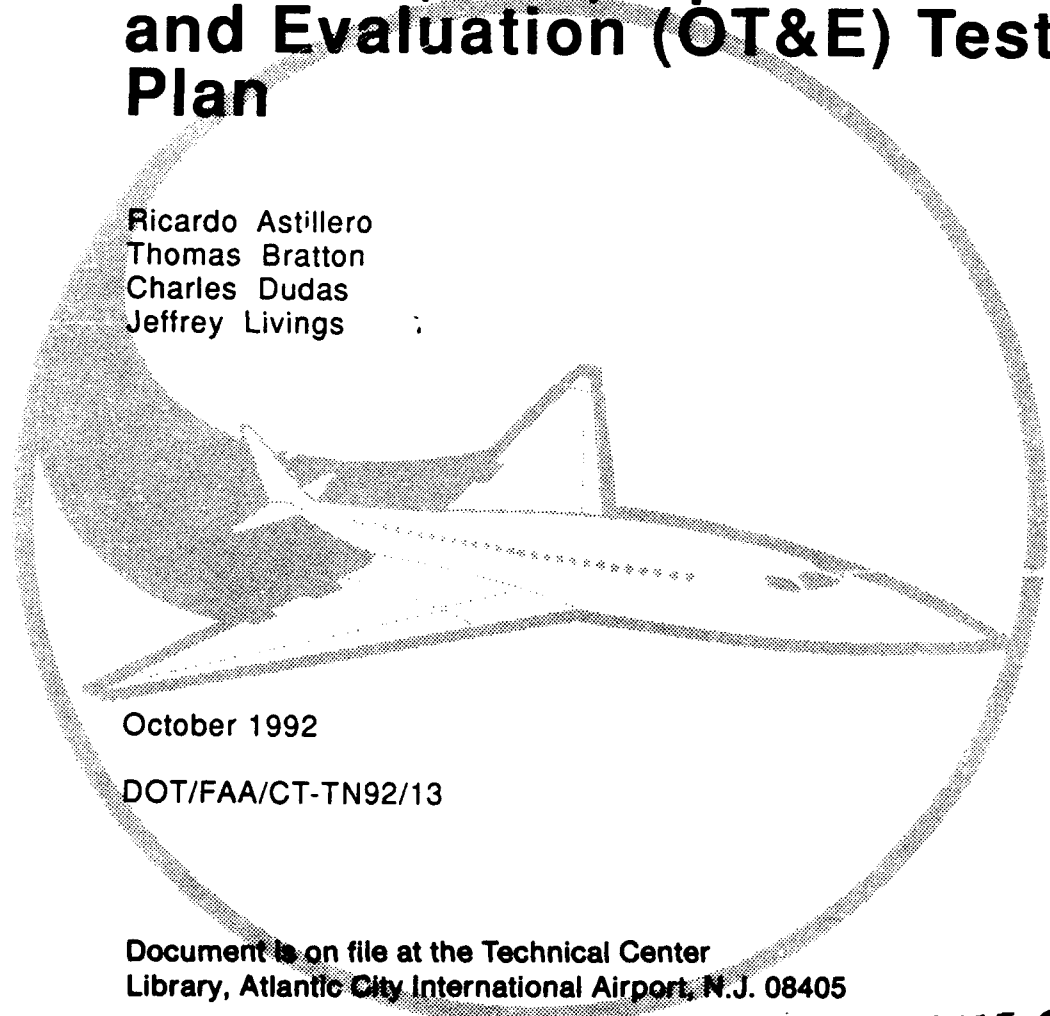 and Evaluation (OT&E) Test
Plan
Ricardo Astillero
Thomas Bratton
Charles Dudas
Jeffrey Livings
October 1992
DOT/FAA/CT-TN92/13
Document is on file at the Technical Center
Library, Atlantic City International Airport, N.J. 08405